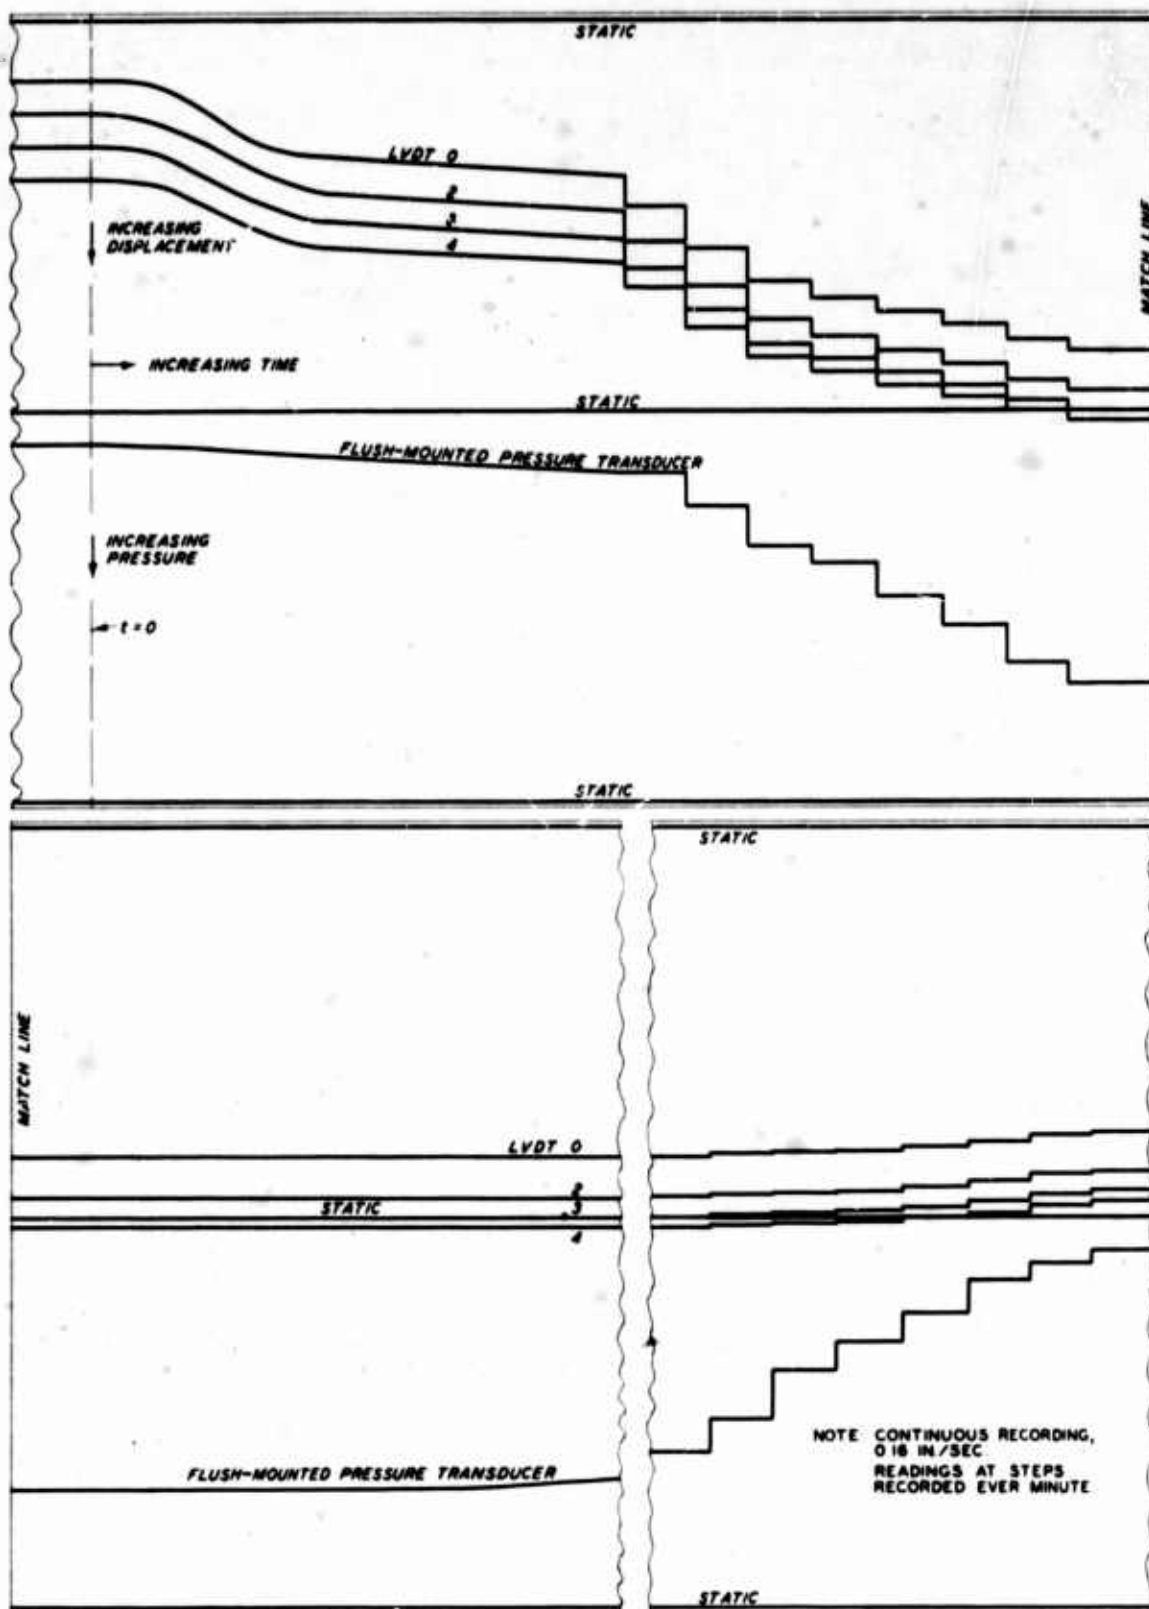 STATIC
LVDT 0
2
3
4
INCREASING
DISPLACEMENT
MATCH LINE
INCREASING TIME
STATIC
FLUSH-MOUNTED PRESSURE TRANSDUCER
INCREASING
PRESSURE
t = 0
STATIC
STATIC
MATCH LINE
LVDT 0
2
STATIC
3
4
NOTE CONTINUOUS RECORDING,
0 16 IN./SEC
READINGS AT STEPS
RECORDED EVER MINUTE
FLUSH-MOUNTED PRESSURE TRANSDUCER
STATIC